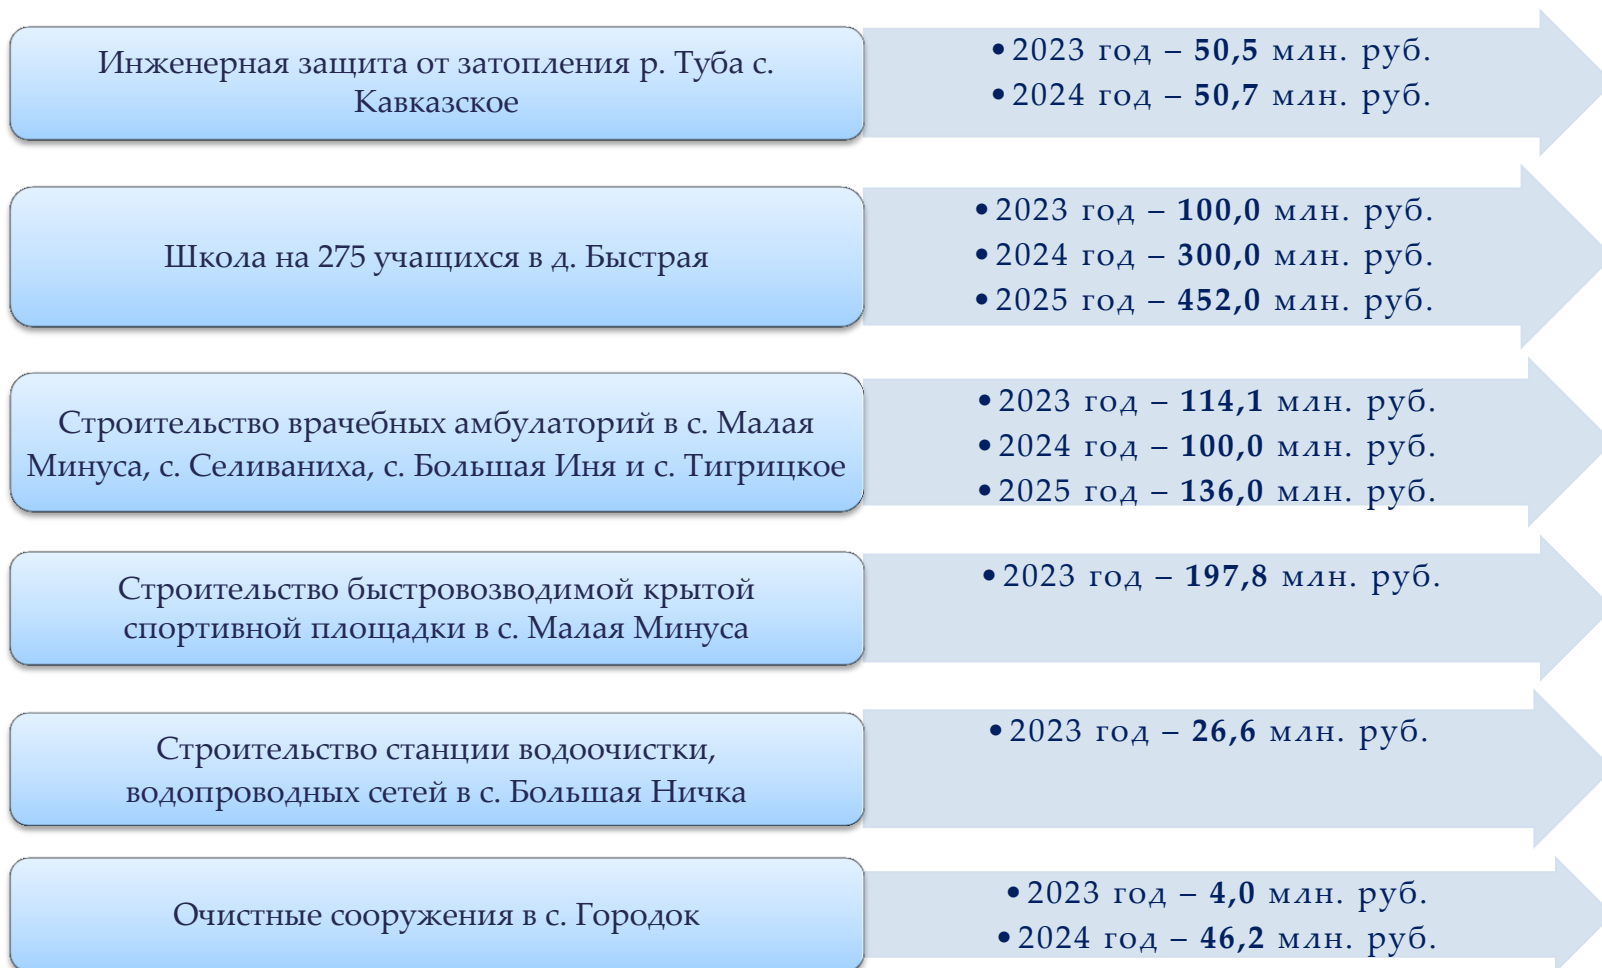 Инженерная защита от затопления р. Туба с.
Кавказское
•2023 год – 50,5 млн. руб.
•2024 год – 50,7 млн. руб.
Школа на 275 учащихся в д. Быстрая
•2023 год – 100,0 млн. руб.
•2024 год – 300,0 млн. руб.
•2025 год – 452,0 млн. руб.
Строительство врачебных амбулаторий в с. Малая
Минуса, с. Селиваниха, с. Большая Иня и с. Тигрицкое
•2023 год – 114,1 млн. руб.
•2024 год – 100,0 млн. руб.
•2025 год – 136,0 млн. руб.
Строительство быстровозводимой крытой
спортивной площадки в с. Малая Минуса
•2023 год – 197,8 млн. руб.
Строительство станции водоочистки,
водопроводных сетей в с. Большая Ничка
•2023 год – 26,6 млн. руб.
Очистные сооружения в с. Городок
•2023 год – 4,0 млн. руб.
•2024 год – 46,2 млн. руб.